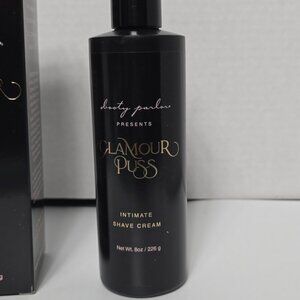 booty parlor
PRESENTS
GLAMOUR
PUSS
INTIMATE
SHAVE CREAM
Net Wt. 8oz / 226 g